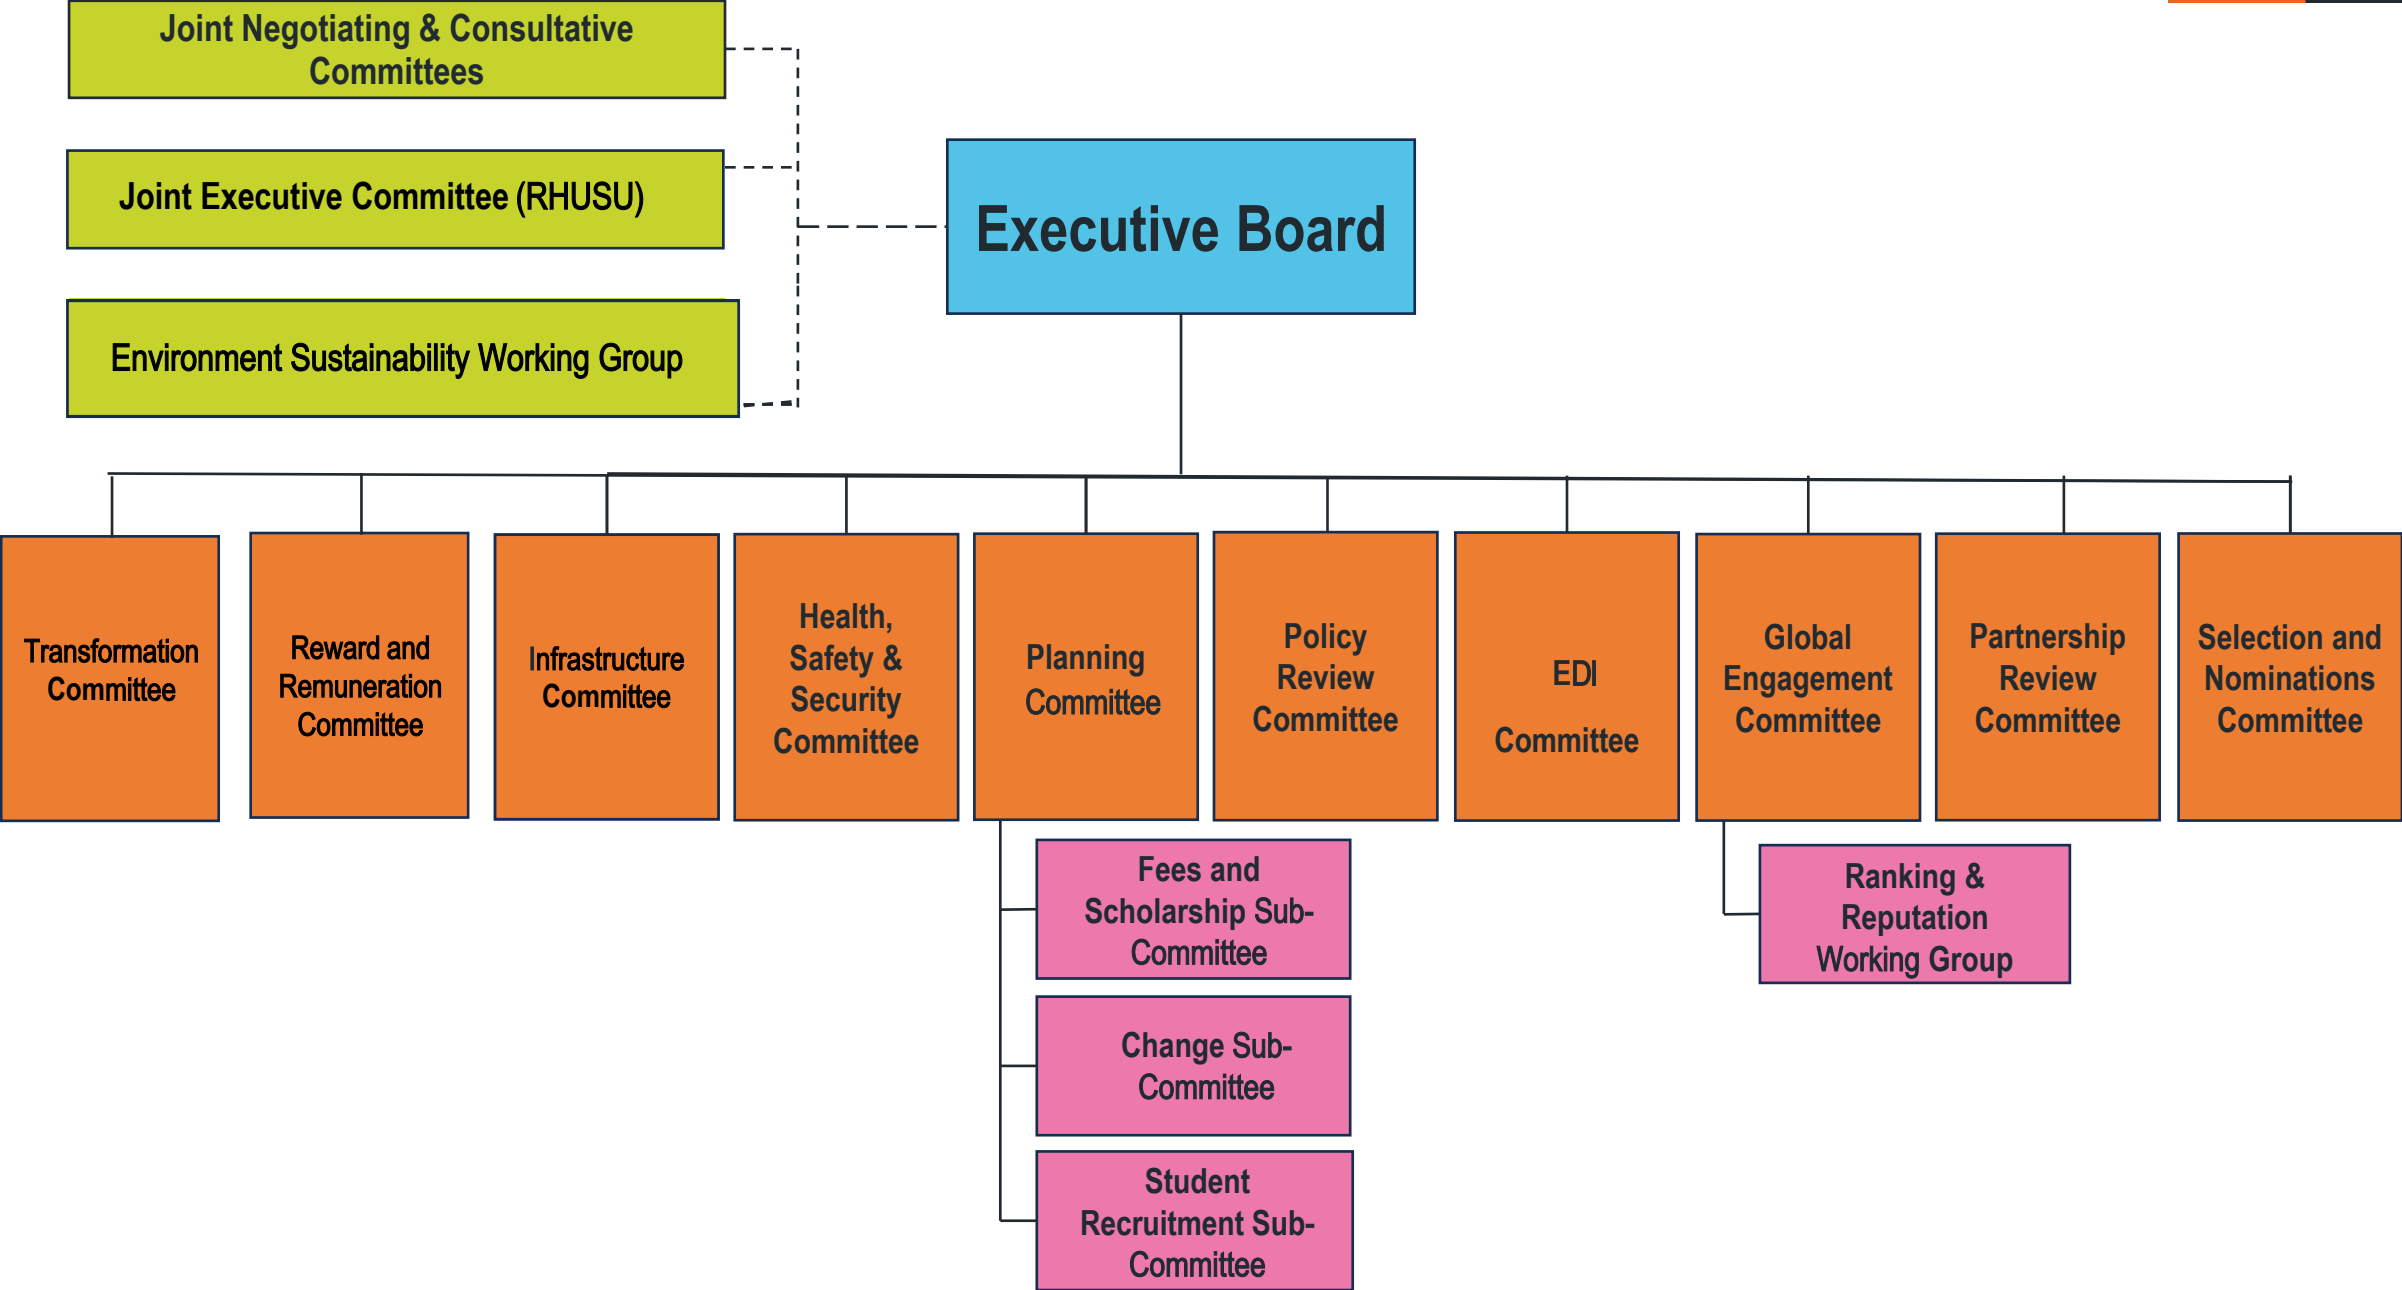 Joint Negotiating & Consultative
Committees
Joint Executive Committee (RHUSU)
Executive Board
Environment Sustainability Working Group
Transformation
Committee
Reward and
Remuneration
Committee
Infrastructure
Committee
Health,
Safety &
Security
Committee
Planning
Committee
Policy
Review
Committee
EDI
Committee
Global
Engagement
Committee
Partnership
Review
Committee
Selection and
Nominations
Committee
Fees and
Scholarship Sub-
Committee
Change Sub-
Committee
Student
Recruitment Sub-
Committee
Ranking &
Reputation
Working Group